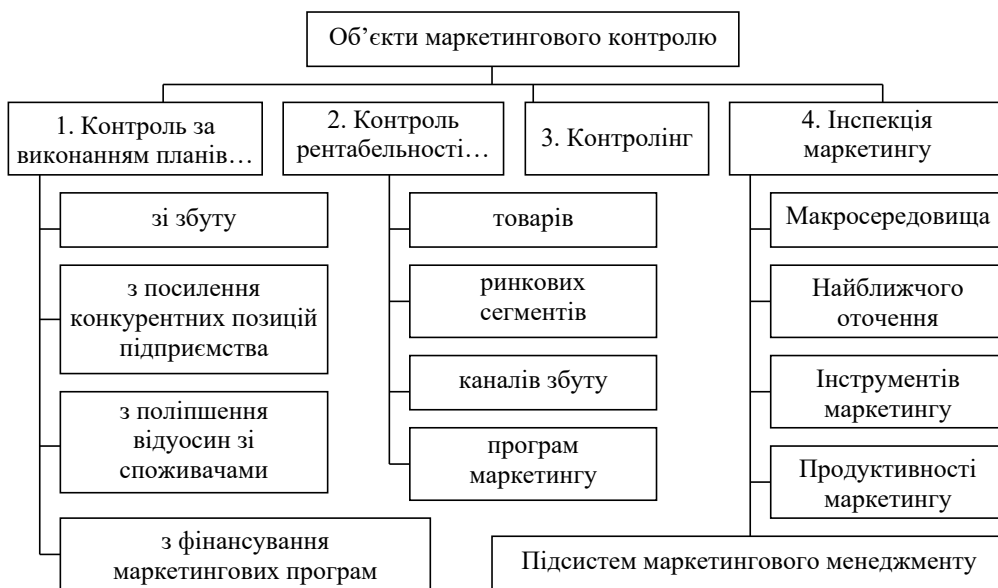 Об’єкти маркетингового контролю
1. Контроль за
виконанням планів…
зі збуту
з посилення
конкурентних позицій
підприємства
з поліпшення
відуосин зі
споживачами
з фінансування
маркетингових програм
2. Контроль
рентабельності…
товарів
ринкових
сегментів
каналів збуту
програм
маркетингу
3. Контролінг
4. Інспекція
маркетингу
Макросередовища
Найближчого
оточення
Інструментів
маркетингу
Продуктивності
маркетингу
Підсистем маркетингового менеджменту